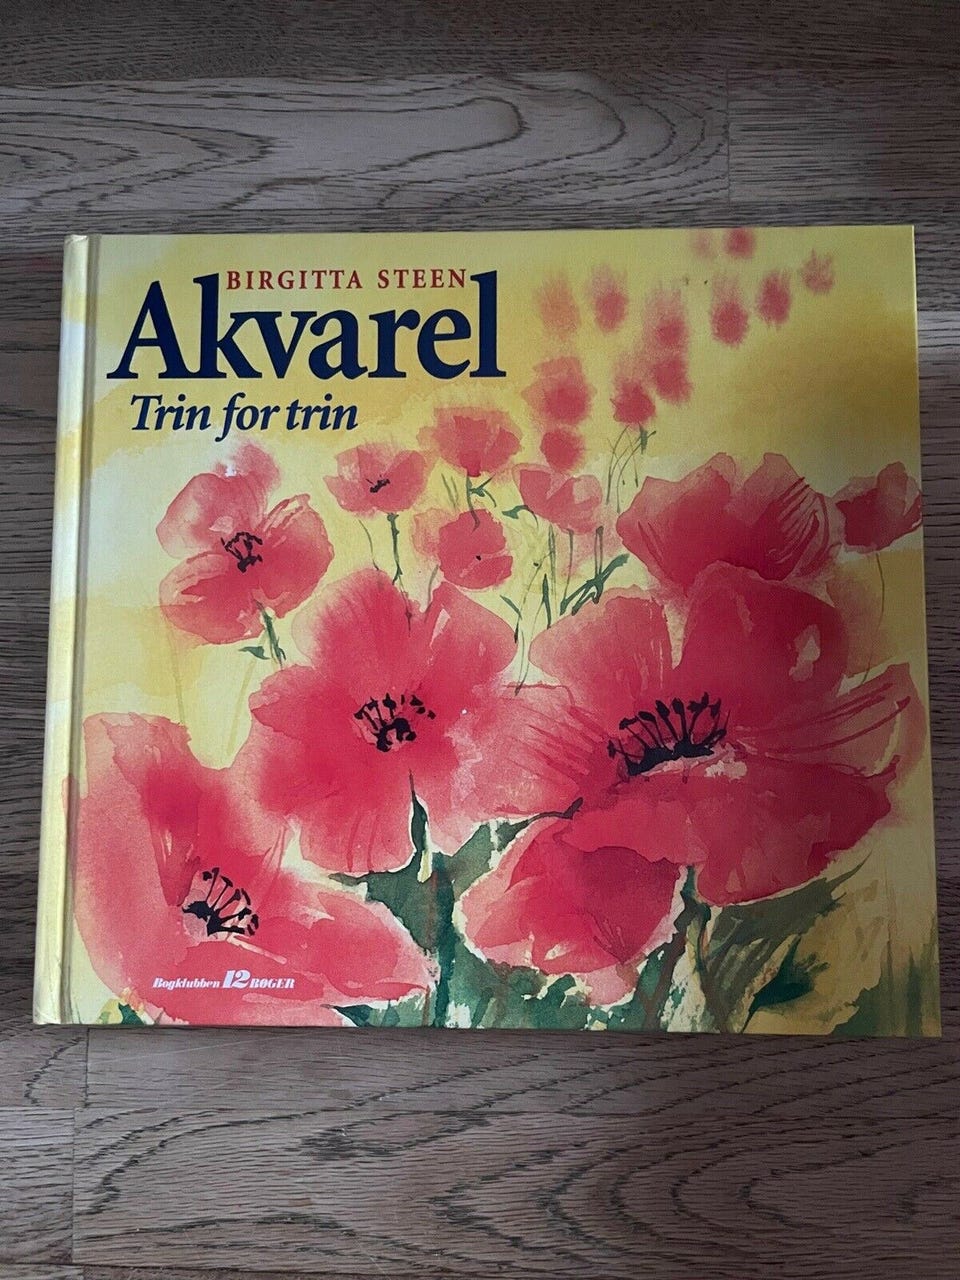 BIRGITTA STEEN
Akvarel
Trin for trin
Bogklubben 12 BØGER